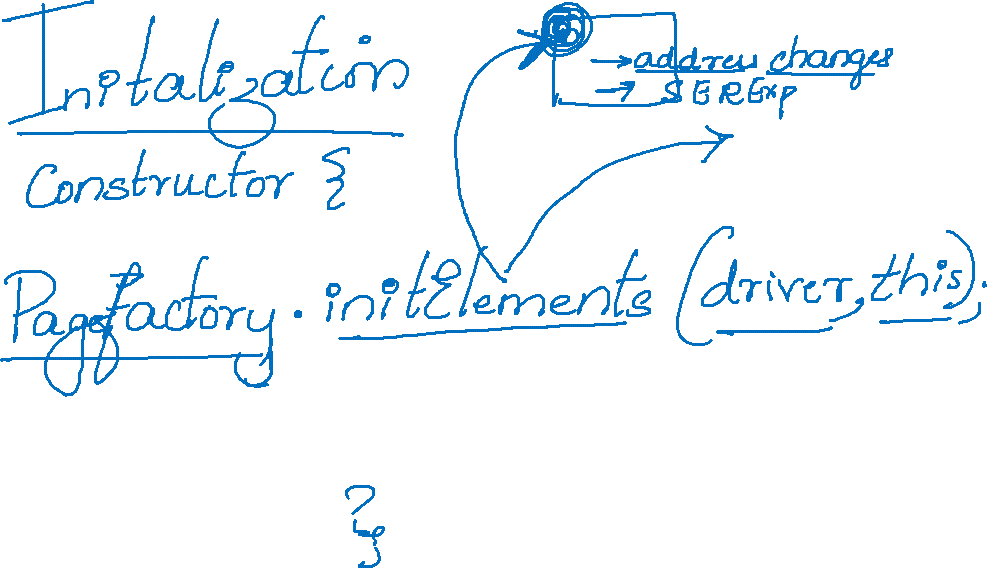 Initalization
→ address changes
→ SEREXp
Constructor {
Pagefactory. initElements (driver, this);
}